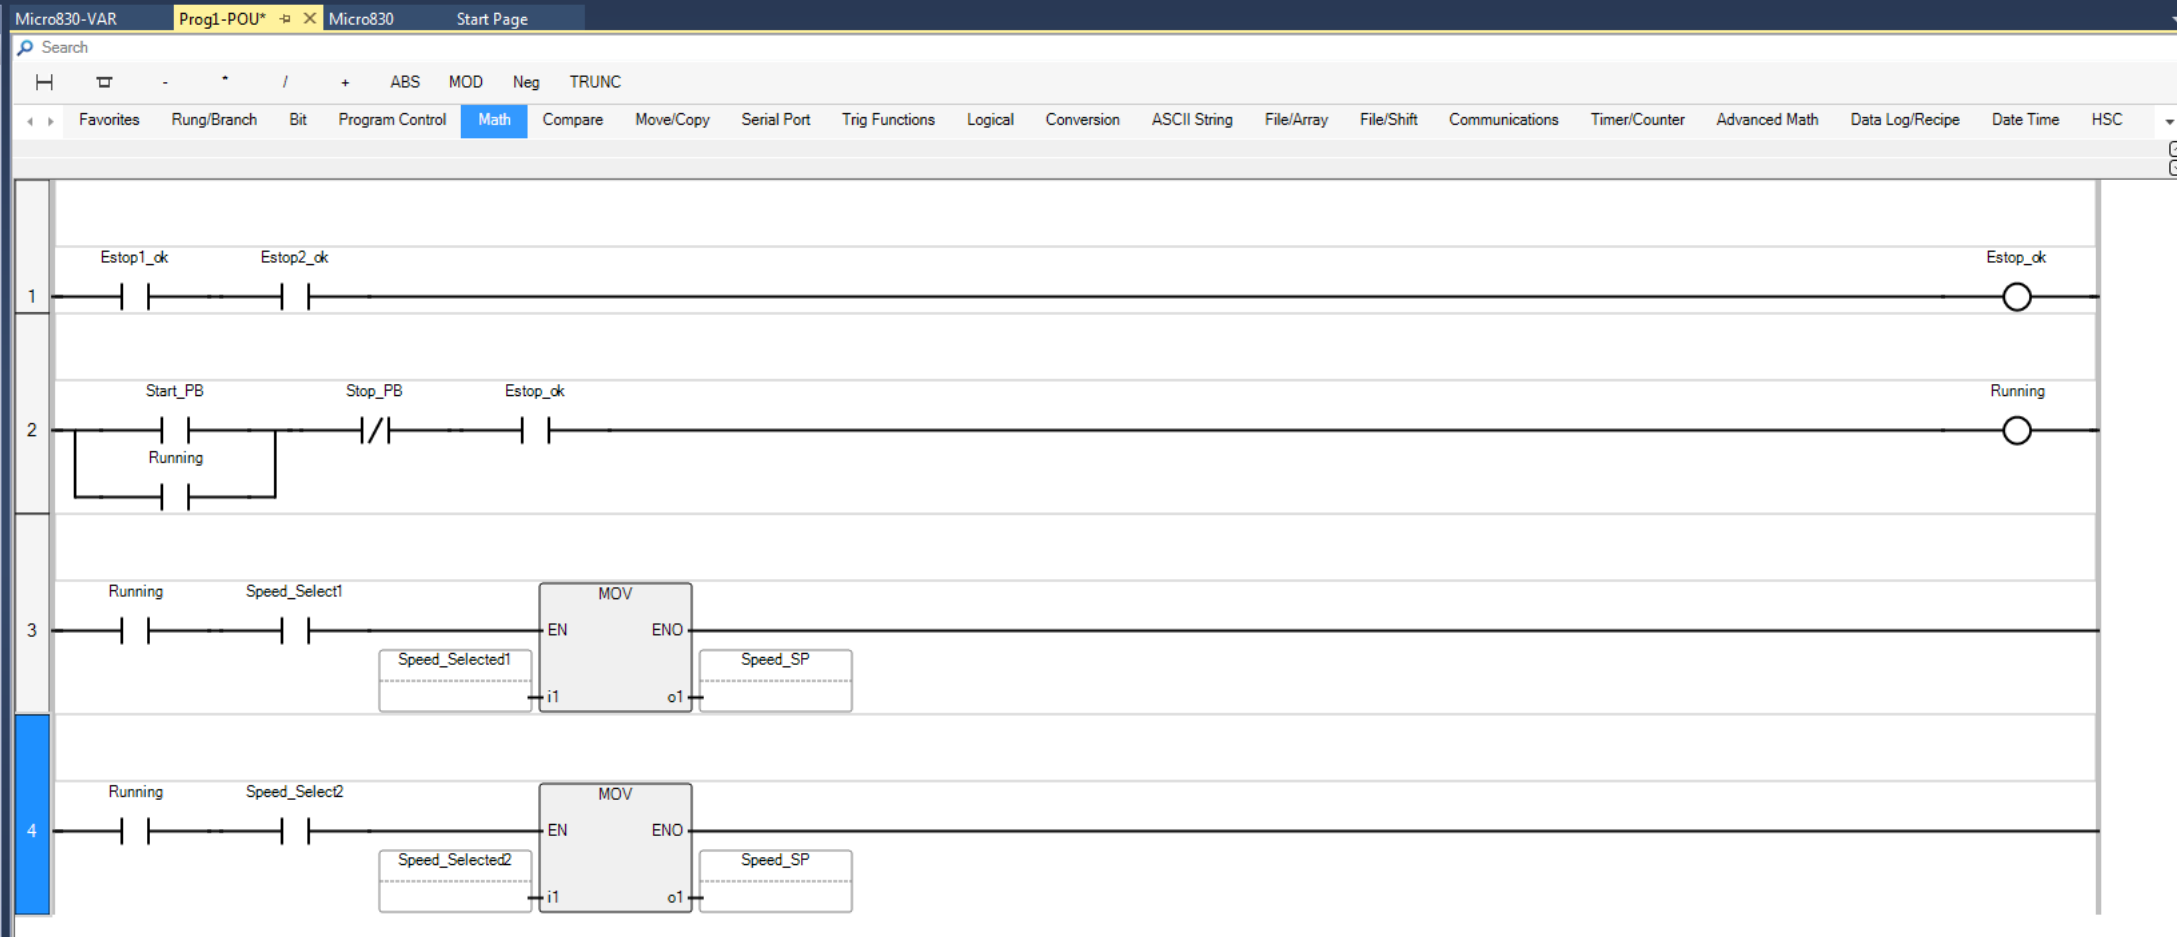 Micro830-VAR Prog1-POU* Micro830 Start Page
Search
- * / + ABS MOD Neg TRUNC
Favorites Rung/Branch Bit Program Control Math Compare Move/Copy Serial Port Trig Functions Logical Conversion ASCII String File/Array File/Shift Communications Timer/Counter Advanced Math Data Log/Recipe Date Time HSC
Estop1_ok Estop2_ok Estop_ok
1
Start_PB Stop_PB Estop_ok Running
2
Running
Running Speed_Select1 MOV
3 EN ENO
Speed_Selected1 Speed_SP
i1 o1
Running Speed_Select2 MOV
4 EN ENO
Speed_Selected2 Speed_SP
i1 o1